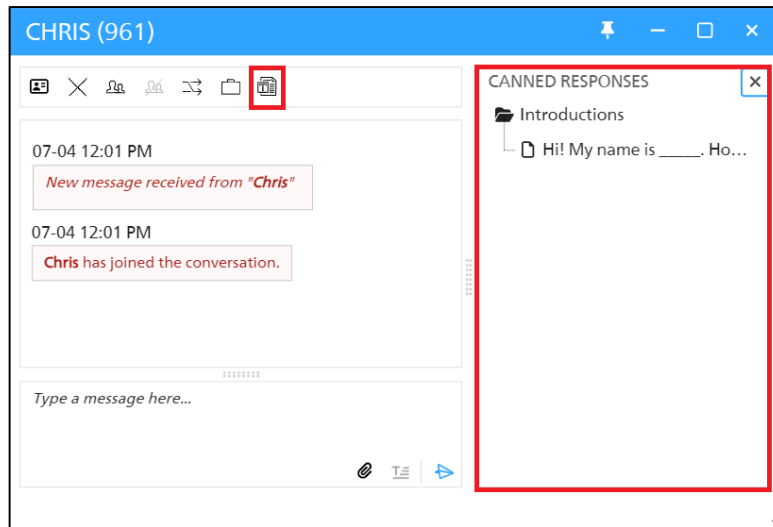 CHRIS (961)
CANNED RESPONSES
Introductions
Hi! My name is _____. Ho...
07-04 12:01 PM
New message received from "Chris"
07-04 12:01 PM
Chris has joined the conversation.
Type a message here...